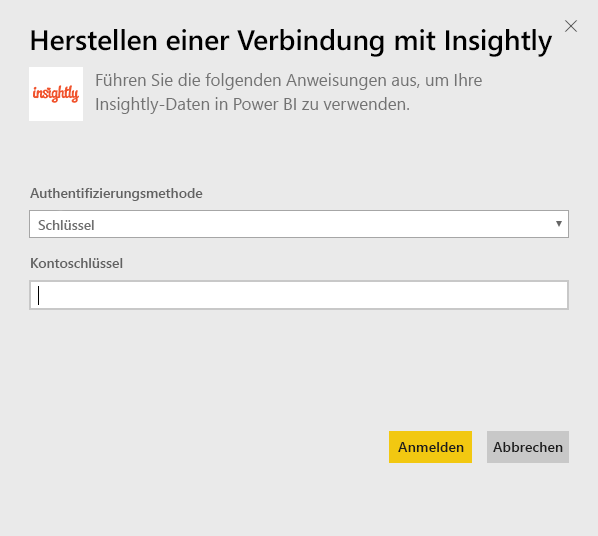 Herstellen einer Verbindung mit Insightly
insightly
Führen Sie die folgenden Anweisungen aus, um Ihre
Insightly-Daten in Power BI zu verwenden.
Authentifizierungsmethode
Schlüssel
Kontoschlüssel
Anmelden
Abbrechen